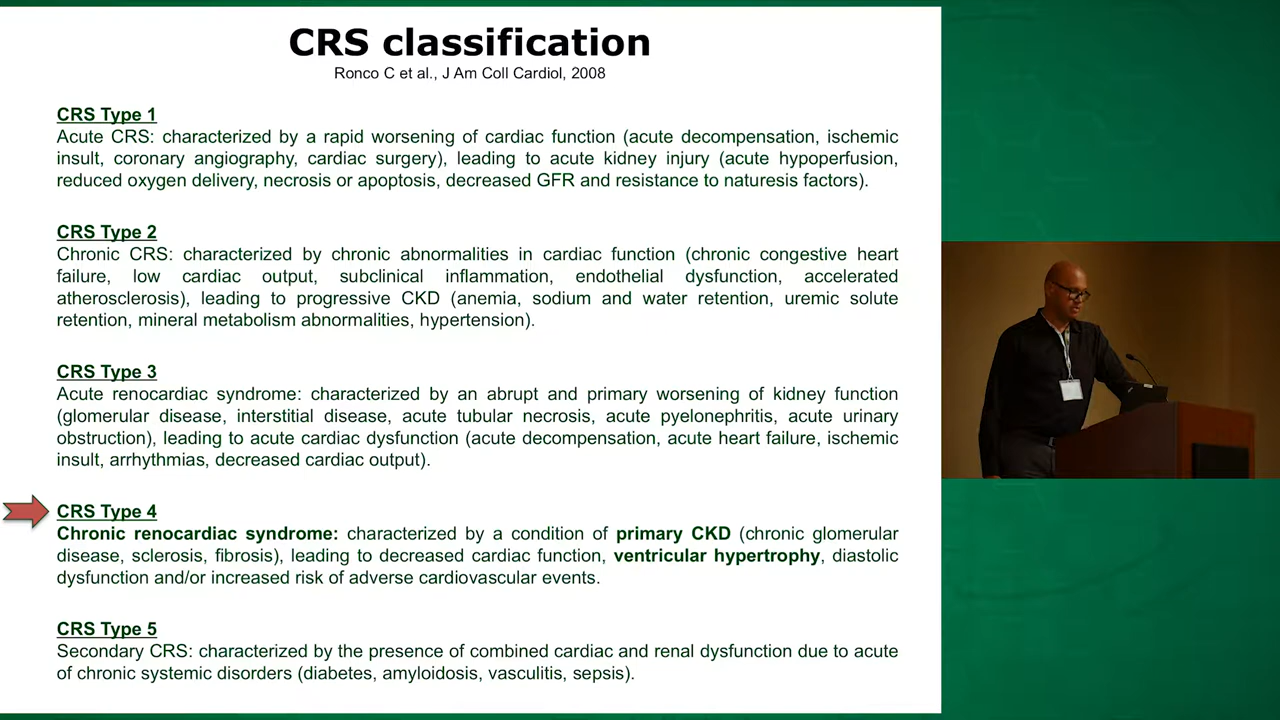 CRS classification
Ronco C et al., J Am Coll Cardiol, 2008
CRS Type 1
Acute CRS: characterized by a rapid worsening of cardiac function (acute decompensation, ischemic
insult, coronary angiography, cardiac surgery), leading to acute kidney injury (acute hypoperfusion,
reduced oxygen delivery, necrosis or apoptosis, decreased GFR and resistance to naturesis factors).
CRS Type 2
Chronic CRS: characterized by chronic abnormalities in cardiac function (chronic congestive heart
failure, low cardiac output, subclinical inflammation, endothelial dysfunction, accelerated
atherosclerosis), leading to progressive CKD (anemia, sodium and water retention, uremic solute
retention, mineral metabolism abnormalities, hypertension).
CRS Type 3
Acute renocardiac syndrome: characterized by an abrupt and primary worsening of kidney function
(glomerular disease, interstitial disease, acute tubular necrosis, acute pyelonephritis, acute urinary
obstruction), leading to acute cardiac dysfunction (acute decompensation, acute heart failure, ischemic
insult, arrhythmias, decreased cardiac output).
CRS Type 4
Chronic renocardiac syndrome: characterized by a condition of primary CKD (chronic glomerular
disease, sclerosis, fibrosis), leading to decreased cardiac function, ventricular hypertrophy, diastolic
dysfunction and/or increased risk of adverse cardiovascular events.
CRS Type 5
Secondary CRS: characterized by the presence of combined cardiac and renal dysfunction due to acute
of chronic systemic disorders (diabetes, amyloidosis, vasculitis, sepsis).